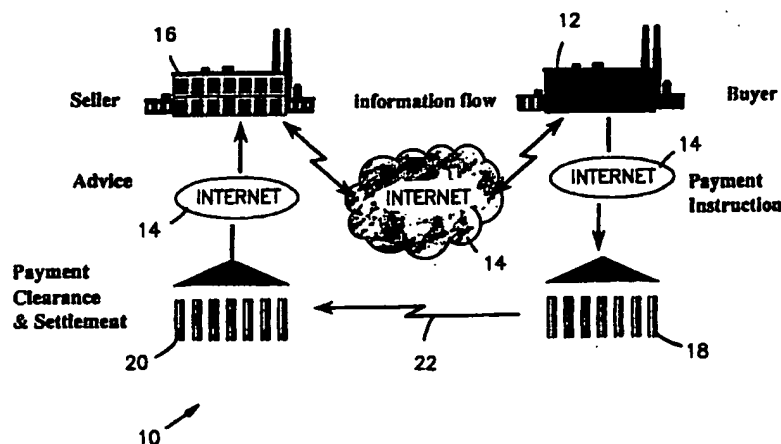 16
12
Seller
information flow
Buyer
14
Advice
INTERNET
INTERNET
INTERNET
Payment
Instruction
14
14
Payment
Clearance
& Settlement
20
22
18
10